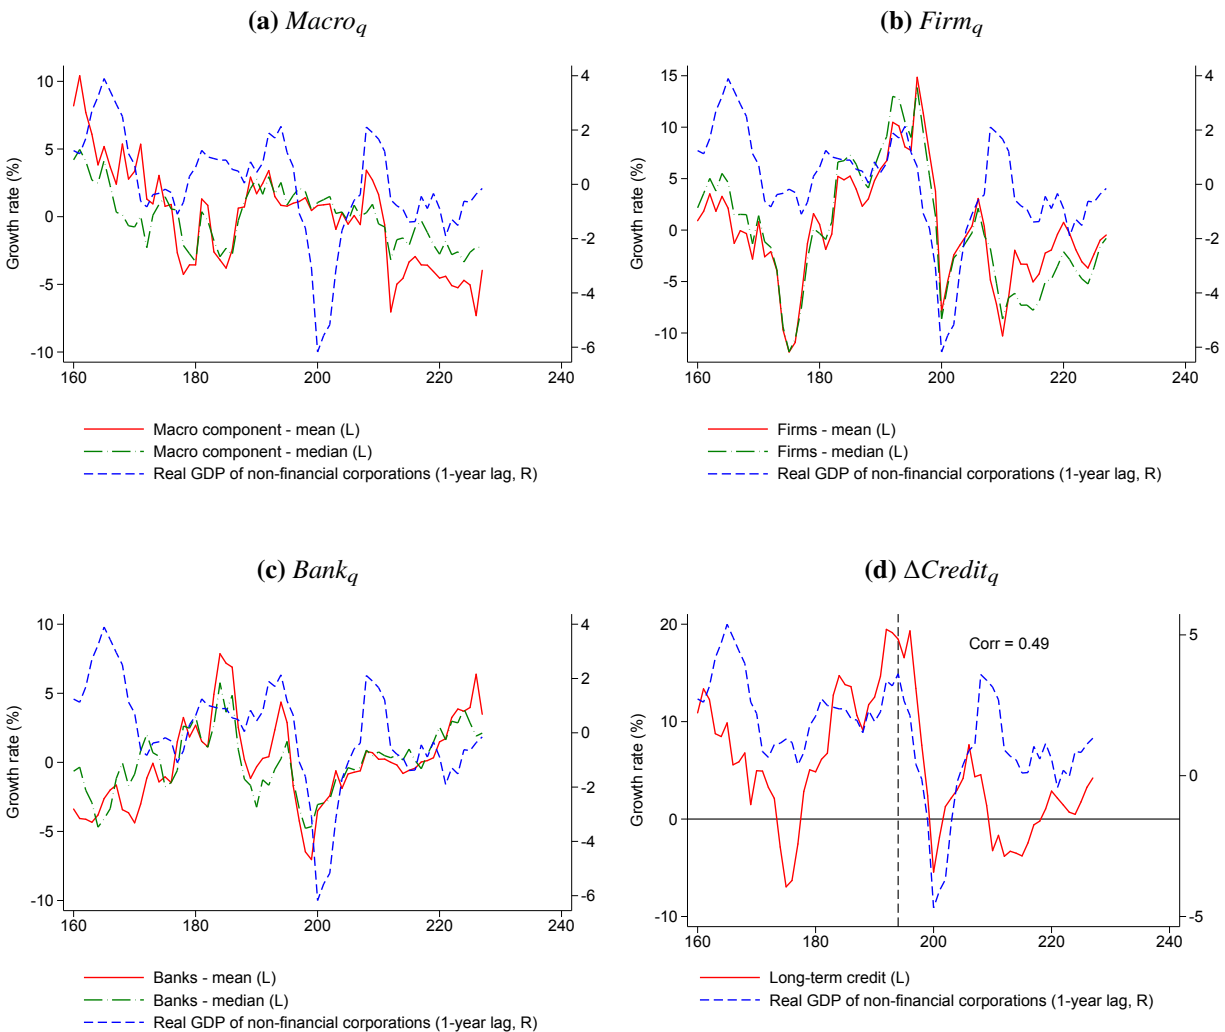 (a) Macro_q
Growth rate (%)
10
5
0
-5
-10
4
2
0
-2
-4
-6
160 180 200 220 240
Macro component - mean (L)
Macro component - median (L)
Real GDP of non-financial corporations (1-year lag, R)
(b) Firm_q
Growth rate (%)
15
10
5
0
-5
-10
4
2
0
-2
-4
-6
160 180 200 220 240
Firms - mean (L)
Firms - median (L)
Real GDP of non-financial corporations (1-year lag, R)
(c) Bank_q
Growth rate (%)
10
5
0
-5
-10
4
2
0
-2
-4
-6
160 180 200 220 240
Banks - mean (L)
Banks - median (L)
Real GDP of non-financial corporations (1-year lag, R)
(d) ΔCredit_q
Growth rate (%)
20
10
0
-10
Corr = 0.49
5
0
-5
160 180 200 220 240
Long-term credit (L)
Real GDP of non-financial corporations (1-year lag, R)